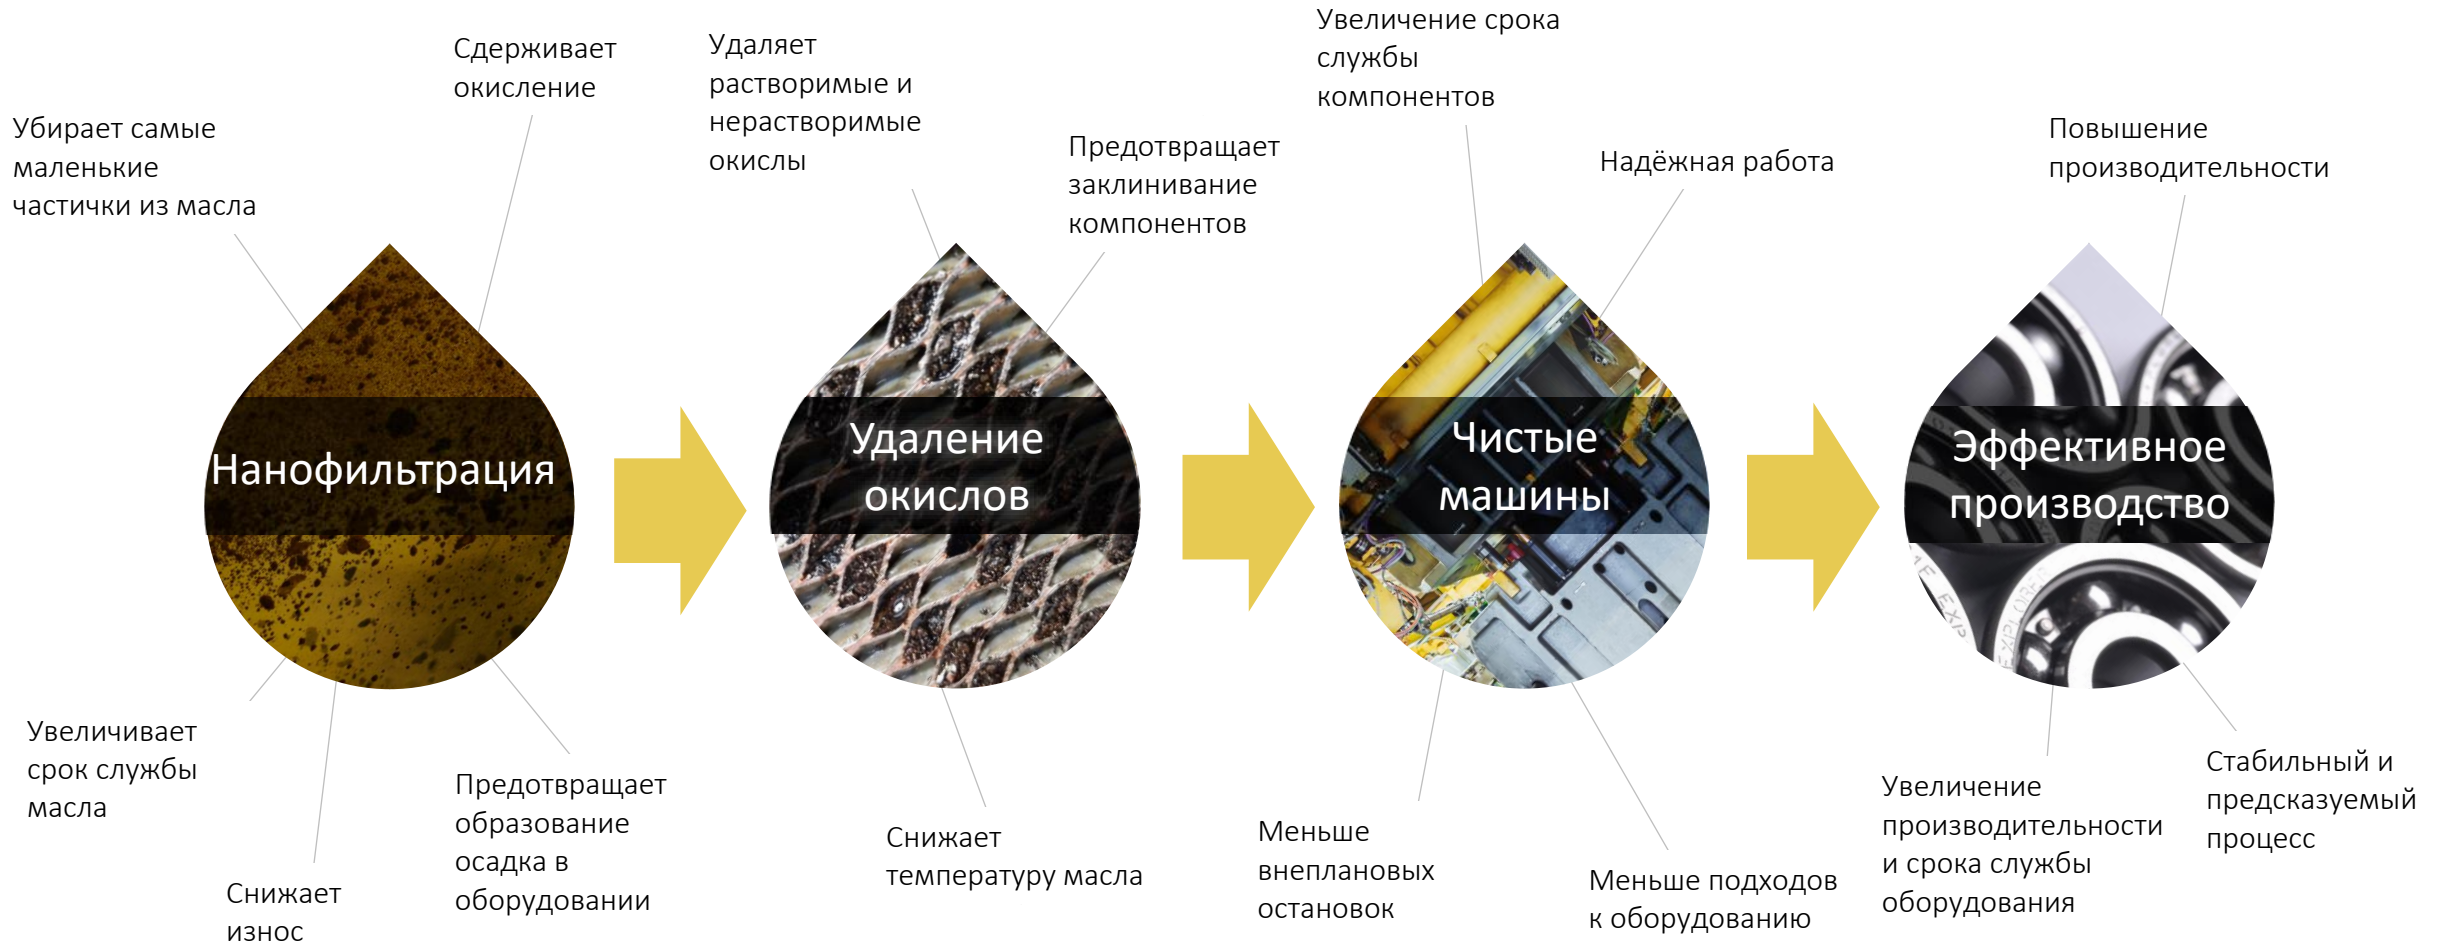 Убирает самые
маленькие
частички из масла
Сдерживает
окисление
Нанофильтрация
Увеличивает
срок службы
масла
Снижает
износ
Предотвращает
образование
осадка в
оборудовании
Удаляет
растворимые и
нерастворимые
окислы
Предотвращает
заклинивание
компонентов
Удаление
окислов
Снижает
температуру масла
Увеличение срока
службы
компонентов
Надёжная работа
Чистые
машины
Меньше
внеплановых
остановок
Меньше подходов
к оборудованию
Повышение
производительности
Эффективное
производство
EXPLORER
Увеличение
производительности
и срока службы
оборудования
Стабильный и
предсказуемый
процесс